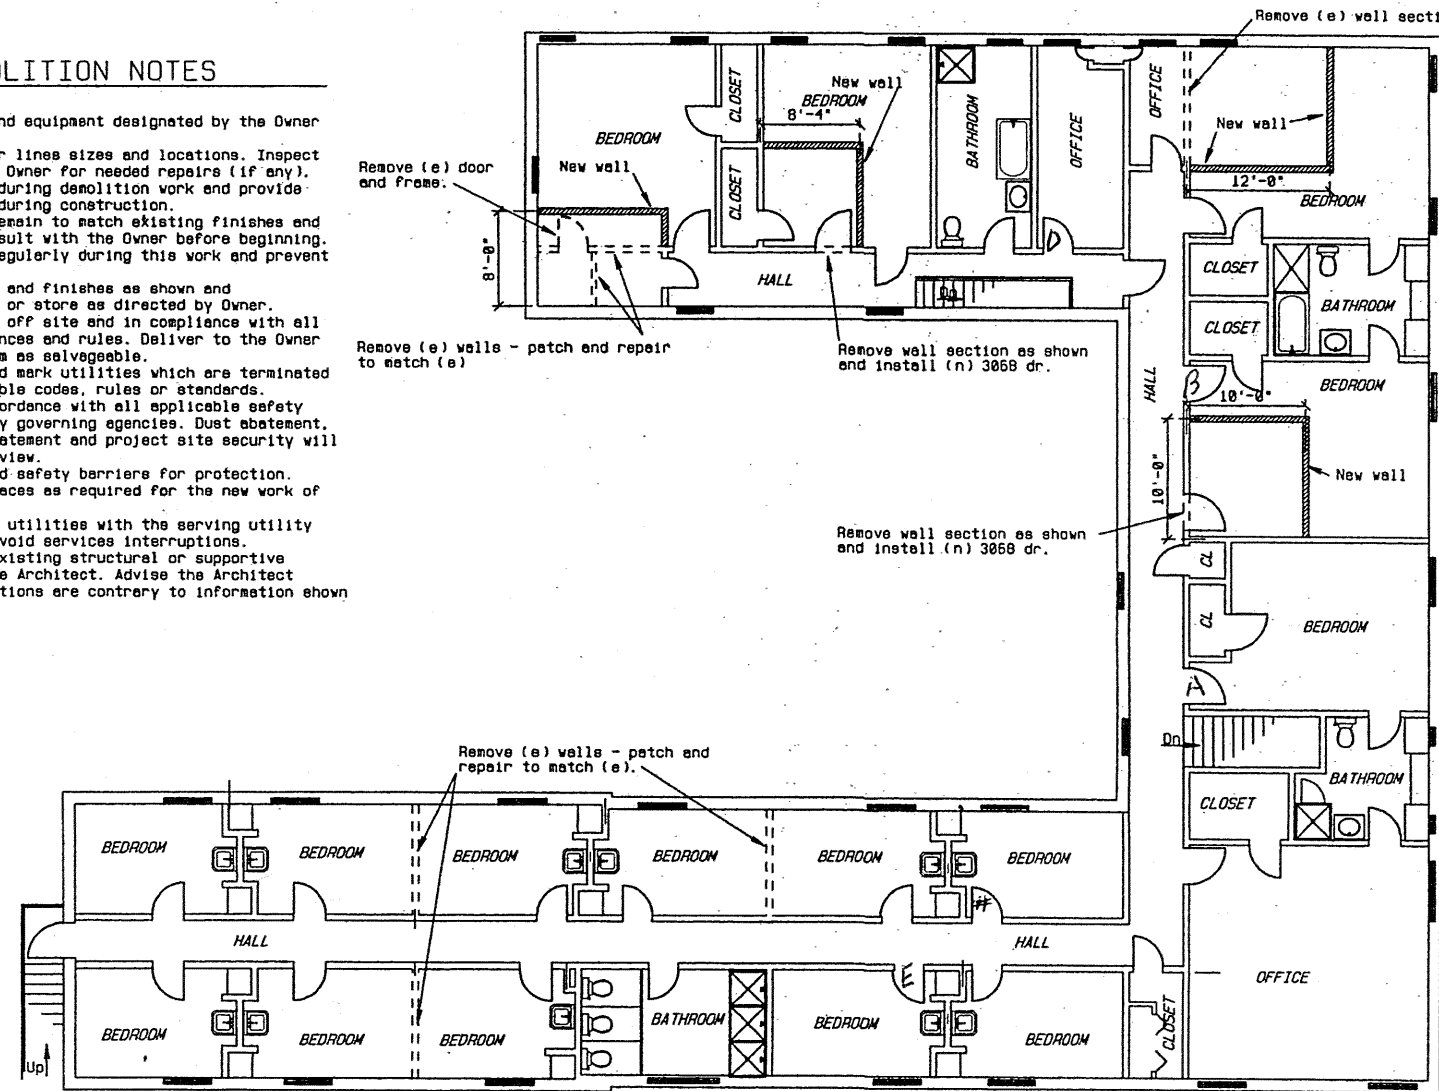 OLITION NOTES
nd equipment designated by the Owner
r lines sizes and locations. Inspect
Owner for needed repairs (if any).
during demolition work and provide
during construction.
emain to match existing finishes and
sult with the Owner before beginning.
egularly during this work and prevent
and finishes as shown and
or store as directed by Owner.
off site and in compliance with all
nces and rules. Deliver to the Owner
m as salvageable.
d mark utilities which are terminated
ble codes, rules or standards.
ordance with all applicable safety
y governing agencies. Dust abatement,
atement and project site security will
view.
d safety barriers for protection.
aces as required for the new work of
utilities with the serving utility
void services interruptions.
xisting structural or supportive
e Architect. Advise the Architect
tions are contrary to information shown
Remove (e) wall secti
BEDROOM
CLOSET
CLOSET
BEDROOM
New wall
8'-4"
BATHROOM
OFFICE
OFFICE
New wall
12'-0"
BEDROOM
Remove (e) door
and frame.
New wall
8'-0"
HALL
D
CLOSET
CLOSET
BATHROOM
Remove (e) walls - patch and repair
to match (e)
Remove wall section as shown
and install (n) 3068 dr.
HALL
B
10'-0"
BEDROOM
10'-0"
New wall
Remove wall section as shown
and install (n) 3068 dr.
CL
CL
BEDROOM
A
Dn
BATHROOM
CLOSET
Remove (e) walls - patch and
repair to match (e).
BEDROOM
BEDROOM
BEDROOM
BEDROOM
BEDROOM
BEDROOM
HALL
HALL
E
OFFICE
BEDROOM
BEDROOM
BEDROOM
BATHROOM
BEDROOM
BEDROOM
CLOSET
Up